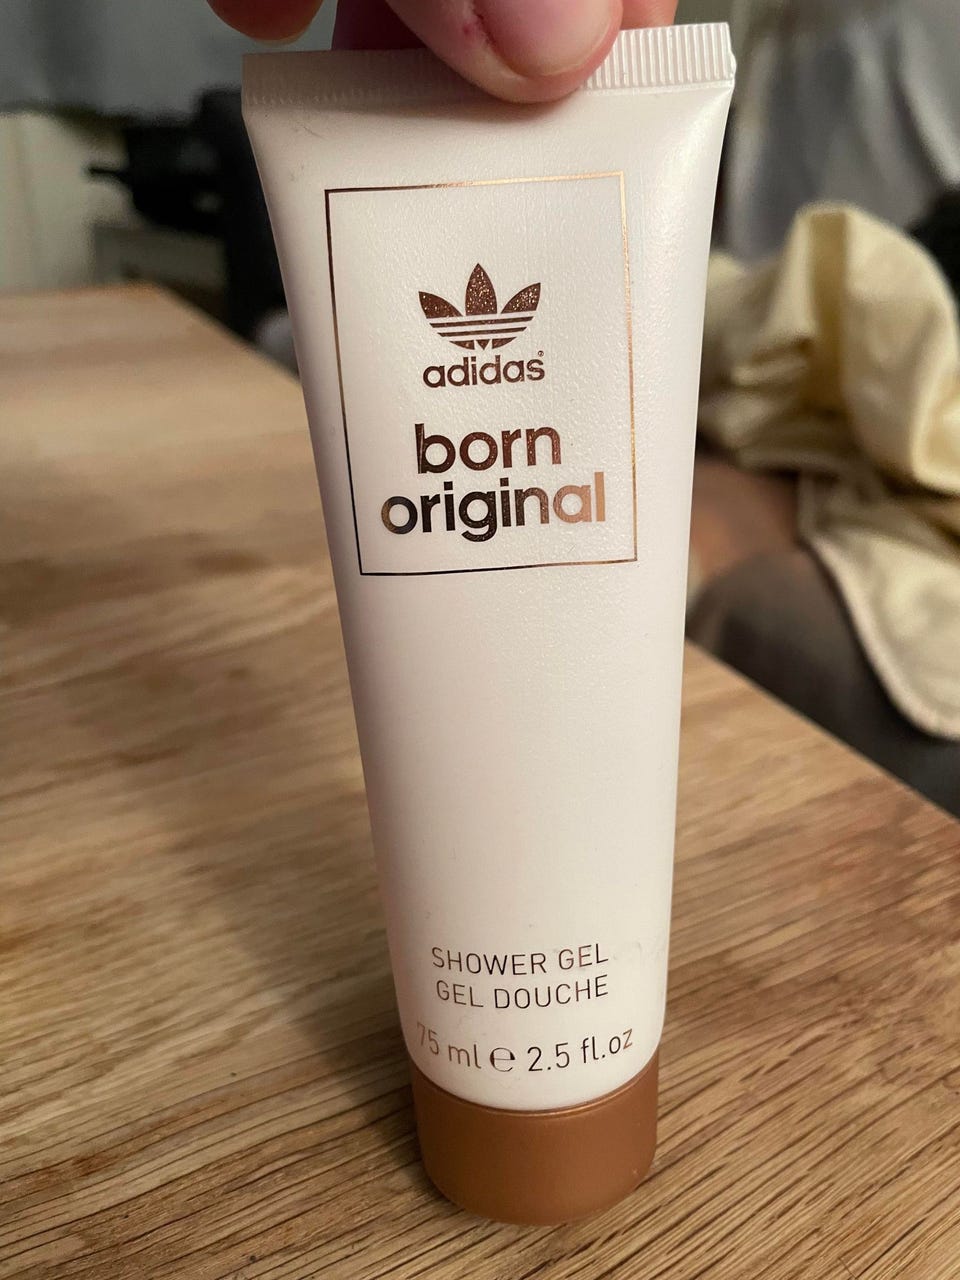 adidas®
born
original
SHOWER GEL
GEL DOUCHE
75 ml ℮ 2.5 fl.oz